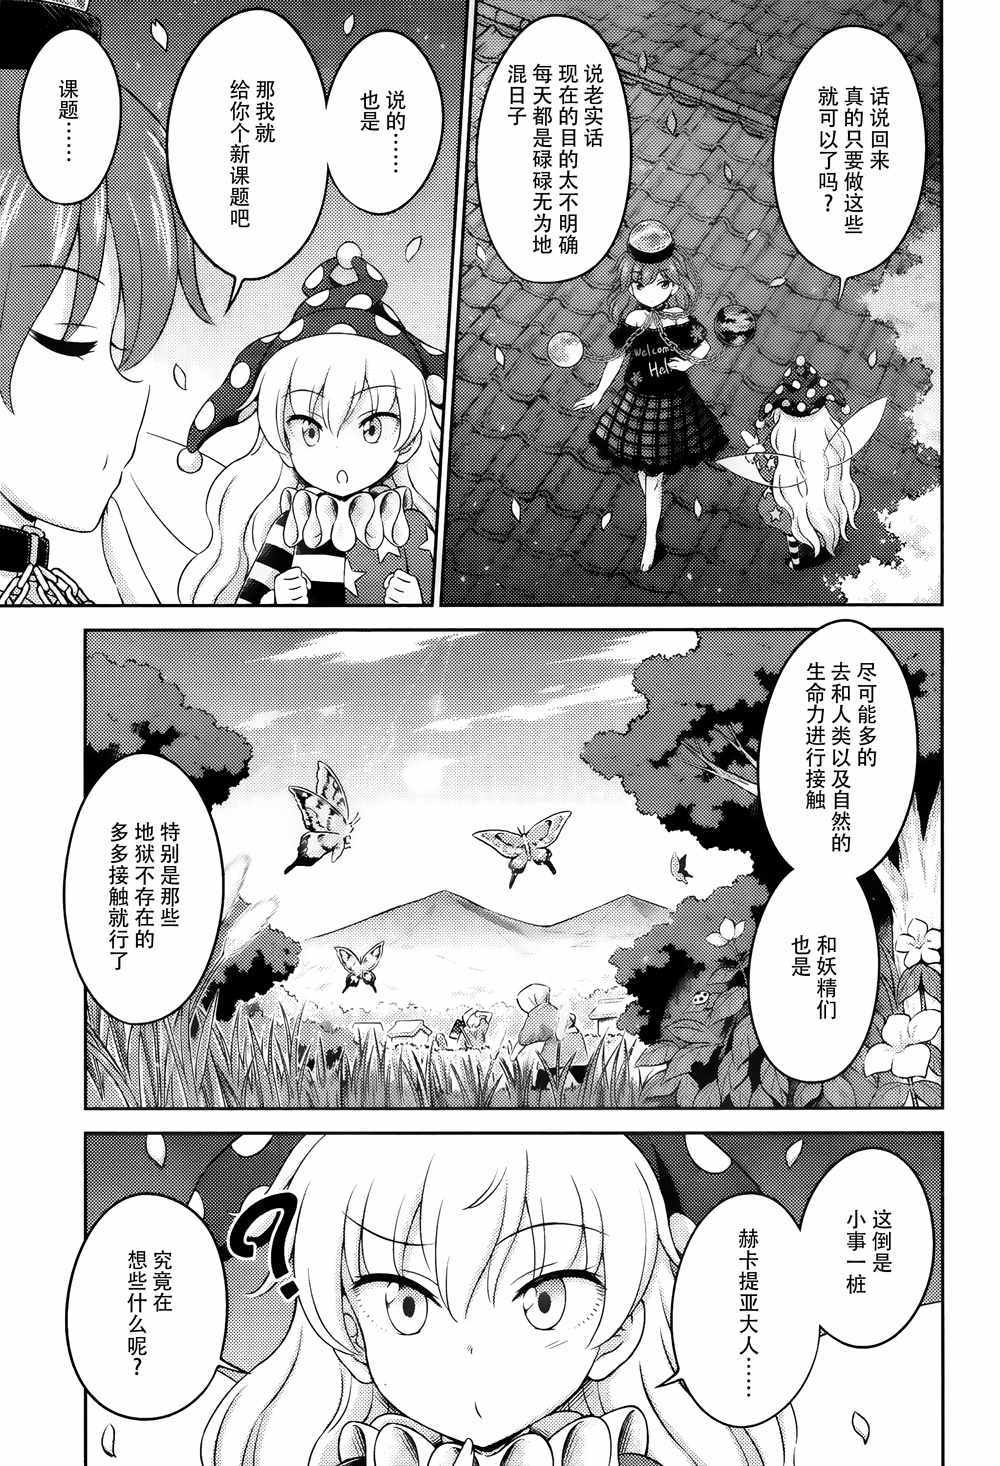 话说回来
真的只要做这些
就可以了吗？
说老实话
现在的目的太不明确
每天都是碌碌无为地
混日子
Welcome
Hell
说的……
也是
那我就
给你个新课题吧
课题……
尽可能多的
去和人类以及自然的
生命力进行接触
和妖精们
也是
特别是那些
地狱不存在的
多多接触就行了
这倒是
小事一桩
赫卡提亚大人……
?
究竟在
想些什么呢？